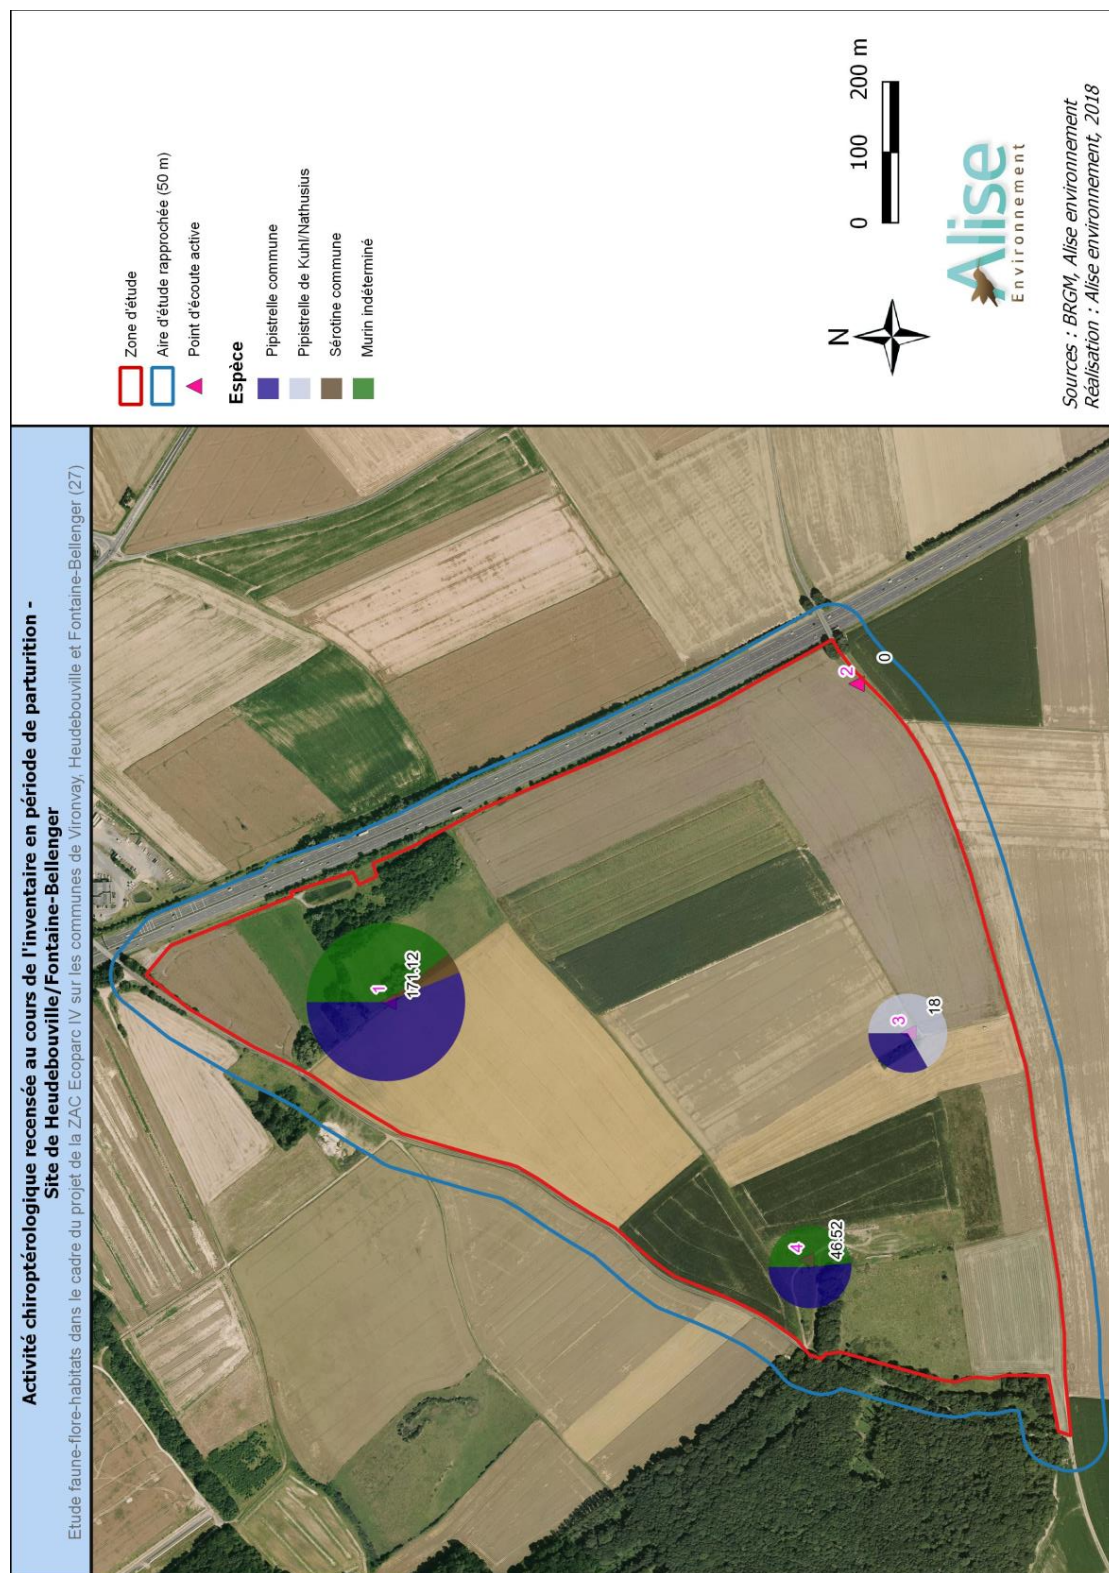 Activité chiroptérologique recensée au cours de l'inventaire en période de parturition -
Site de Heudebouville/Fontaine-Bellenger
Etude faune-flore-habitats dans le cadre du projet de la ZAC Ecoparc IV sur les communes de Vironvay, Heudebouville et Fontaine-Bellenger (27)
1
171.12
2
0
3
18
4
46.52
Zone d'étude
Aire d'étude rapprochée (50 m)
Point d'écoute active
Espèce
Pipistrelle commune
Pipistrelle de Kuhl/Nathusius
Sérotine commune
Murin indéterminé
N
0 100 200 m
Alise
Environnement
Sources : BRGM, Alise environnement
Réalisation : Alise environnement, 2018